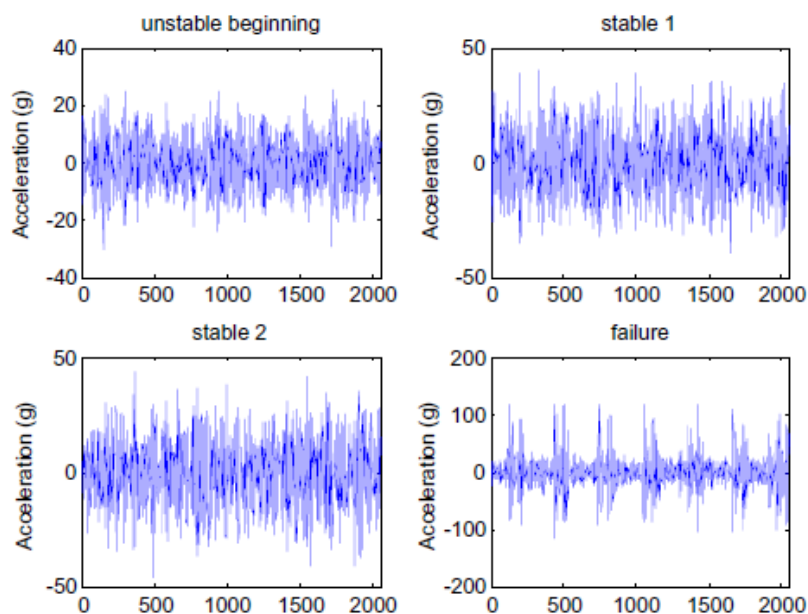 unstable beginning
40
20
0
-20
-40
Acceleration (g)
0 500 1000 1500 2000
stable 1
50
0
-50
Acceleration (g)
0 500 1000 1500 2000
stable 2
50
0
-50
Acceleration (g)
0 500 1000 1500 2000
failure
200
100
0
-100
-200
Acceleration (g)
0 500 1000 1500 2000